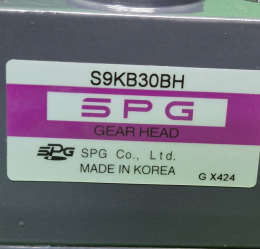 S9KB30BH
SPG
GEAR HEAD
SPG SPG Co., Ltd.
MADE IN KOREA G X424